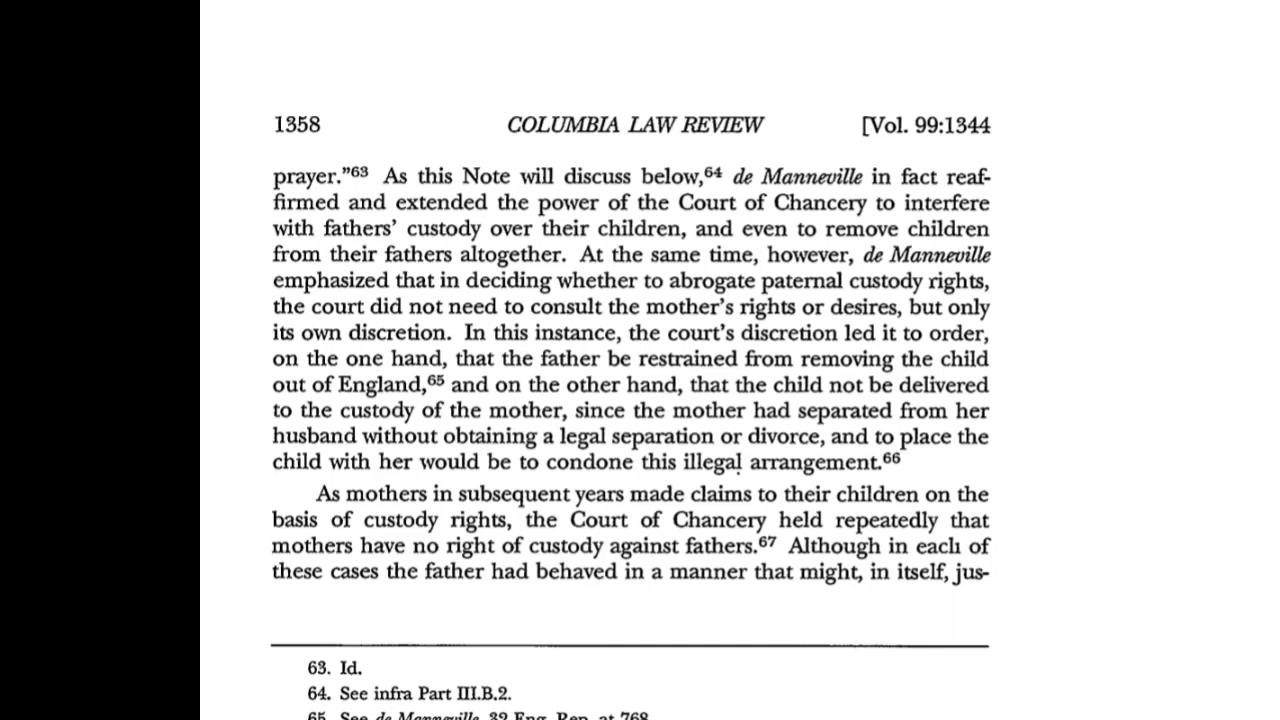 1358 COLUMBIA LAW REVIEW [Vol. 99:1344
prayer."63 As this Note will discuss below,64 de Manneville in fact reaf-
firmed and extended the power of the Court of Chancery to interfere
with fathers' custody over their children, and even to remove children
from their fathers altogether. At the same time, however, de Manneville
emphasized that in deciding whether to abrogate paternal custody rights,
the court did not need to consult the mother's rights or desires, but only
its own discretion. In this instance, the court's discretion led it to order,
on the one hand, that the father be restrained from removing the child
out of England,65 and on the other hand, that the child not be delivered
to the custody of the mother, since the mother had separated from her
husband without obtaining a legal separation or divorce, and to place the
child with her would be to condone this illegal arrangement.66
As mothers in subsequent years made claims to their children on the
basis of custody rights, the Court of Chancery held repeatedly that
mothers have no right of custody against fathers.67 Although in each of
these cases the father had behaved in a manner that might, in itself, jus-
63. Id.
64. See infra Part III.B.2.
65. See de Manneville, 32 Eng. Rep. at 768.